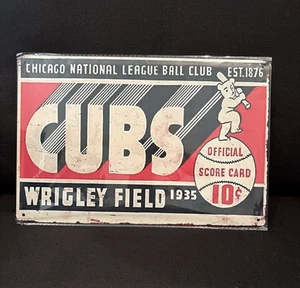 CHICAGO NATIONAL LEAGUE BALL CLUB EST.1876
CUBS
OFFICIAL
SCORE CARD
10¢
WRIGLEY FIELD 1935